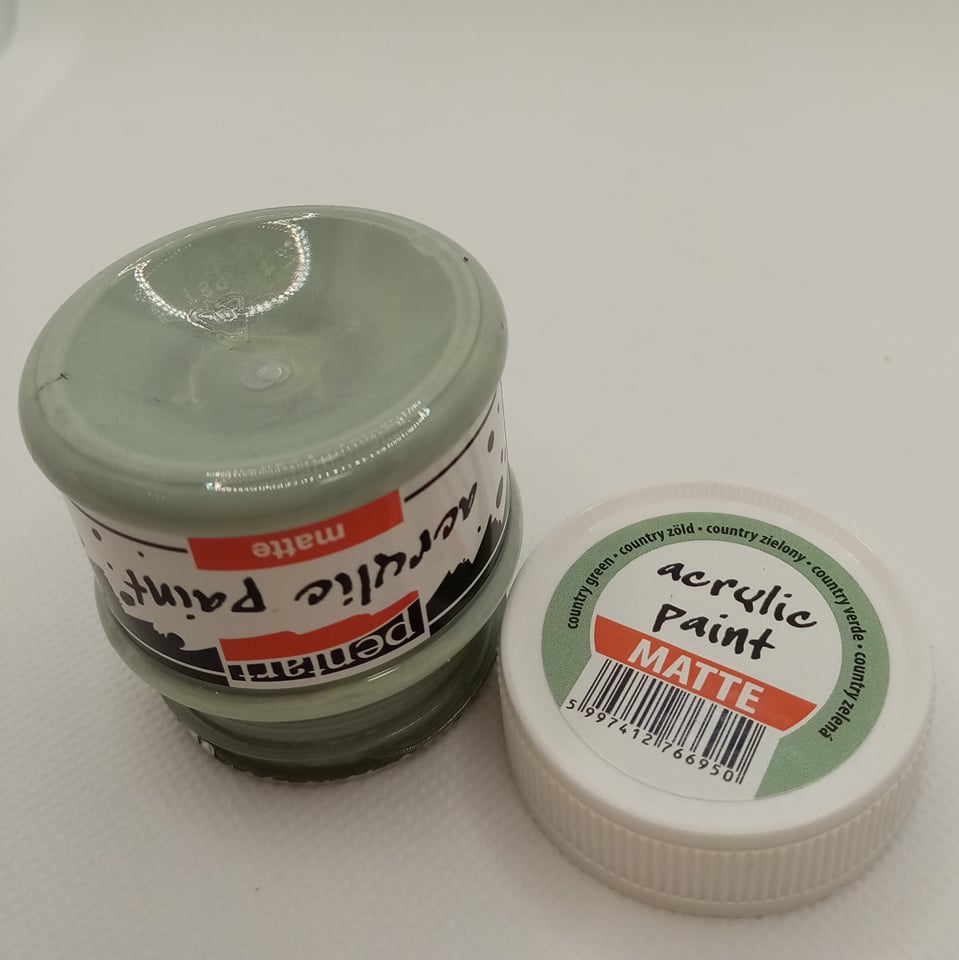 matte
acrylic paint
pentart
country green • country zöld • country zielony • country verde • country zelená
acrylic
paint
MATTE
5 997412 766950